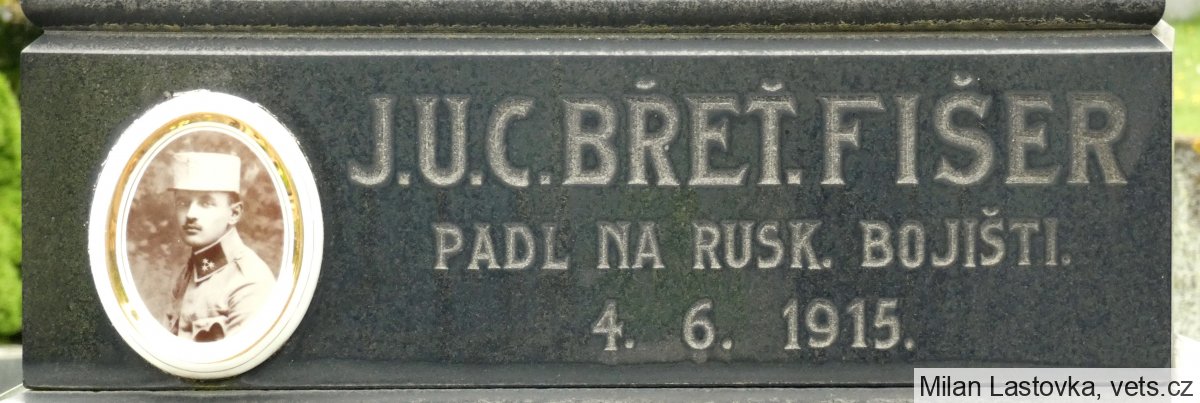 J.U.C. BŘEŤ. FIŠER
PADL NA RUSK. BOJIŠTI.
4. 6. 1915.
Milan Lastovka, vets.cz